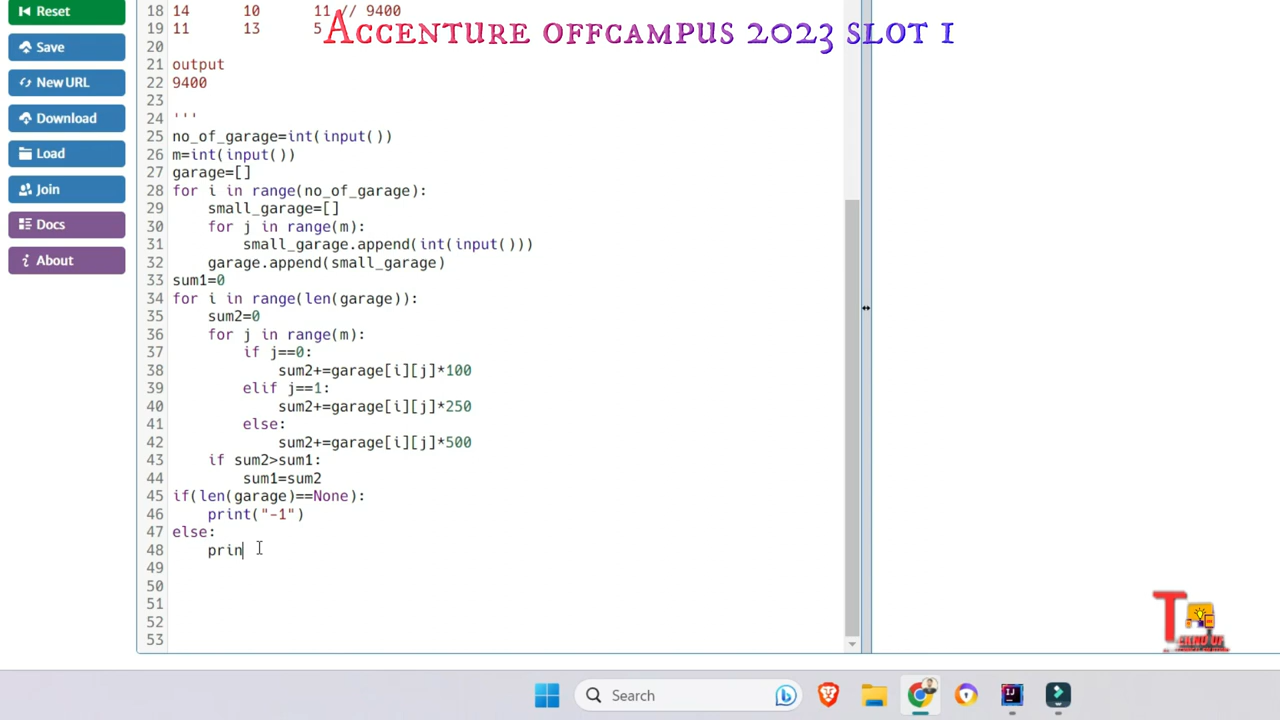 Reset
Save
New URL
Download
Load
Join
Docs
About
Accenture offcampus 2023 slot 1
18 14 10 11 // 9400
19 11 13 5
20
21 output
22 9400
23
24 '''
25 no_of_garage=int(input())
26 m=int(input())
27 garage=[]
28 for i in range(no_of_garage):
29 small_garage=[]
30 for j in range(m):
31 small_garage.append(int(input()))
32 garage.append(small_garage)
33 sum1=0
34 for i in range(len(garage)):
35 sum2=0
36 for j in range(m):
37 if j==0:
38 sum2+=garage[i][j]*100
39 elif j==1:
40 sum2+=garage[i][j]*250
41 else:
42 sum2+=garage[i][j]*500
43 if sum2>sum1:
44 sum1=sum2
45 if(len(garage)==None):
46 print("-1")
47 else:
48 prin
49
50
51
52
53
Search